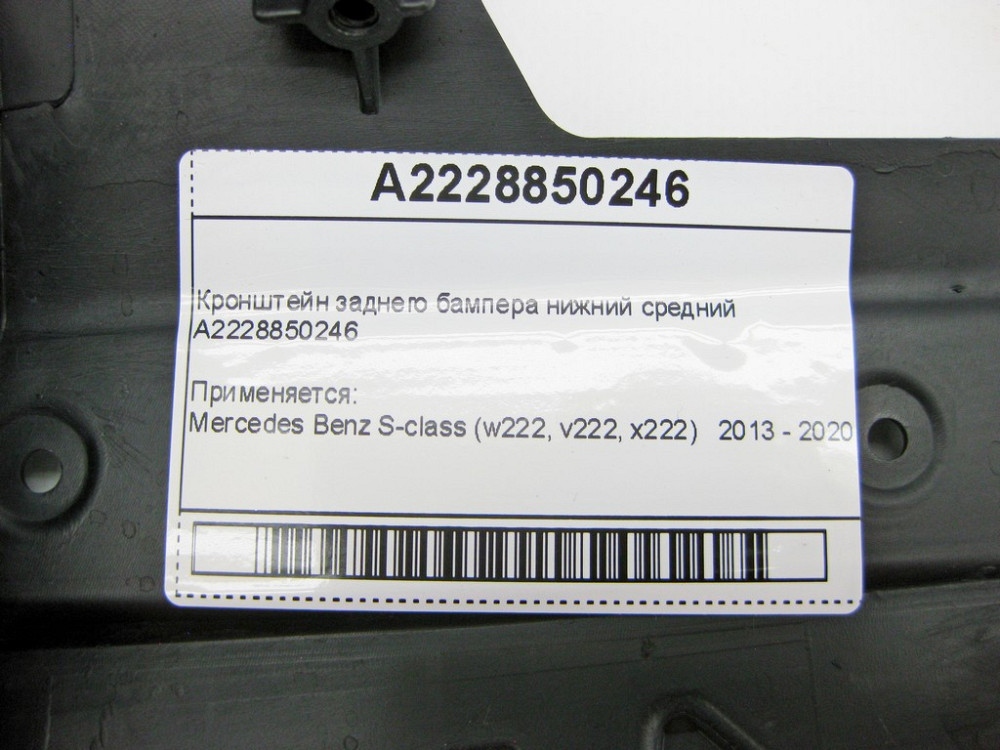 A2228850246
Кронштейн заднего бампера нижний средний
A2228850246
Применяется:
Mercedes Benz S-class (w222, v222, x222) 2013 - 2020